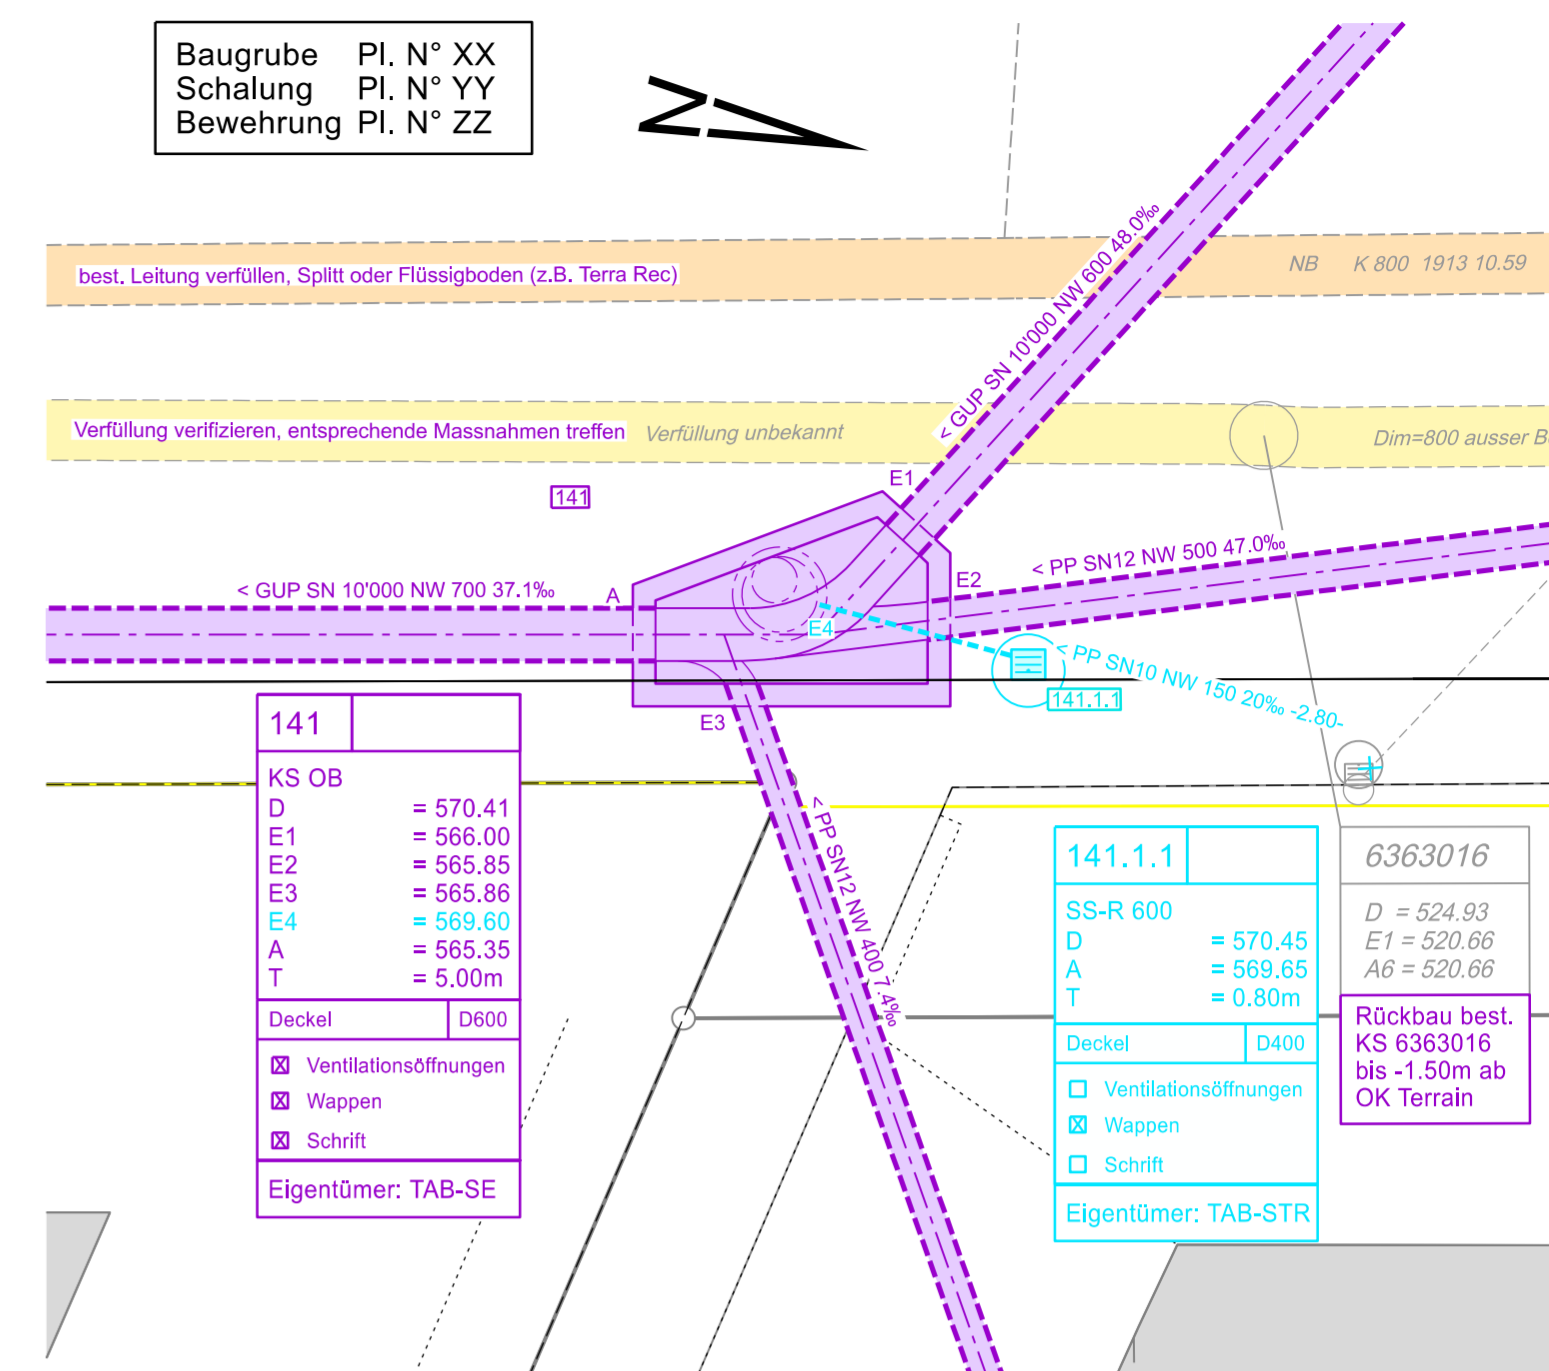 Baugrube Pl. N° XX
Schalung Pl. N° YY
Bewehrung Pl. N° ZZ
best. Leitung verfüllen, Splitt oder Flüssigboden (z.B. Terra Rec)
NB K 800 1913 10.59
< GUP SN 10'000 NW 600 48.0‰
Verfüllung verifizieren, entsprechende Massnahmen treffen
Verfüllung unbekannt
Dim=800 ausser
141
E1
< GUP SN 10'000 NW 700 37.1‰
A
E2
< PP SN12 NW 500 47.0‰
E4
< PP SN10 NW 150 20‰ -2.80-
141.1.1
E3
< PP SN12 NW 400 7.4‰
141
KS OB
D = 570.41
E1 = 566.00
E2 = 565.85
E3 = 565.86
E4 = 569.60
A = 565.35
T = 5.00m
Deckel D600
Ventilationsöffnungen
Wappen
Schrift
Eigentümer: TAB-SE
141.1.1
SS-R 600
D = 570.45
A = 569.65
T = 0.80m
Deckel D400
Ventilationsöffnungen
Wappen
Schrift
Eigentümer: TAB-STR
6363016
D = 524.93
E1 = 520.66
A6 = 520.66
Rückbau best.
KS 6363016
bis -1.50m ab
OK Terrain